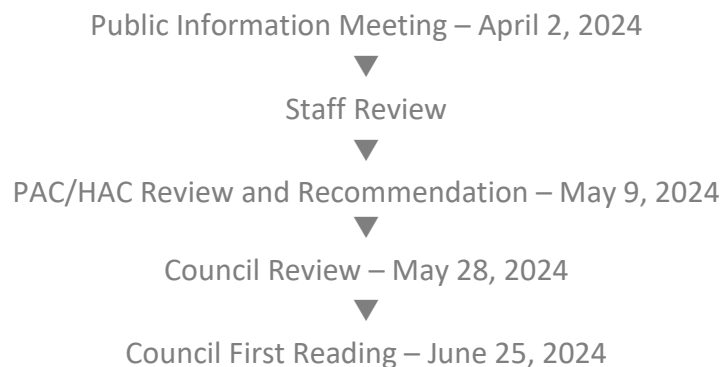 Public Information Meeting – April 2, 2024
Staff Review
PAC/HAC Review and Recommendation – May 9, 2024
Council Review – May 28, 2024
Council First Reading – June 25, 2024